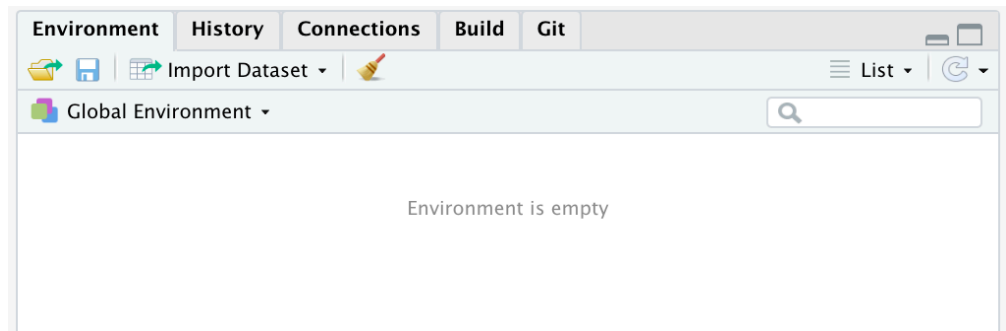 Environment History Connections Build Git
Import Dataset List
Global Environment
Environment is empty